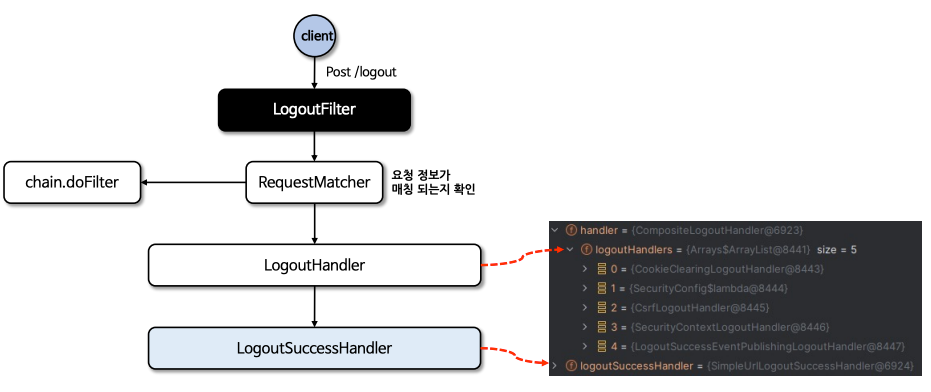 client
Post /logout
LogoutFilter
chain.doFilter
RequestMatcher
요청 정보가
매칭 되는지 확인
LogoutHandler
LogoutSuccessHandler
handler = {CompositeLogoutHandler@6923}
logoutHandlers = {Arrays$ArrayList@8441} size = 5
0 = {CookieClearingLogoutHandler@8443}
1 = {SecurityConfig$lambda@8444}
2 = {CsrfLogoutHandler@8445}
3 = {SecurityContextLogoutHandler@8446}
4 = {LogoutSuccessEventPublishingLogoutHandler@8447}
logoutSuccessHandler = {SimpleUrlLogoutSuccessHandler@6924}